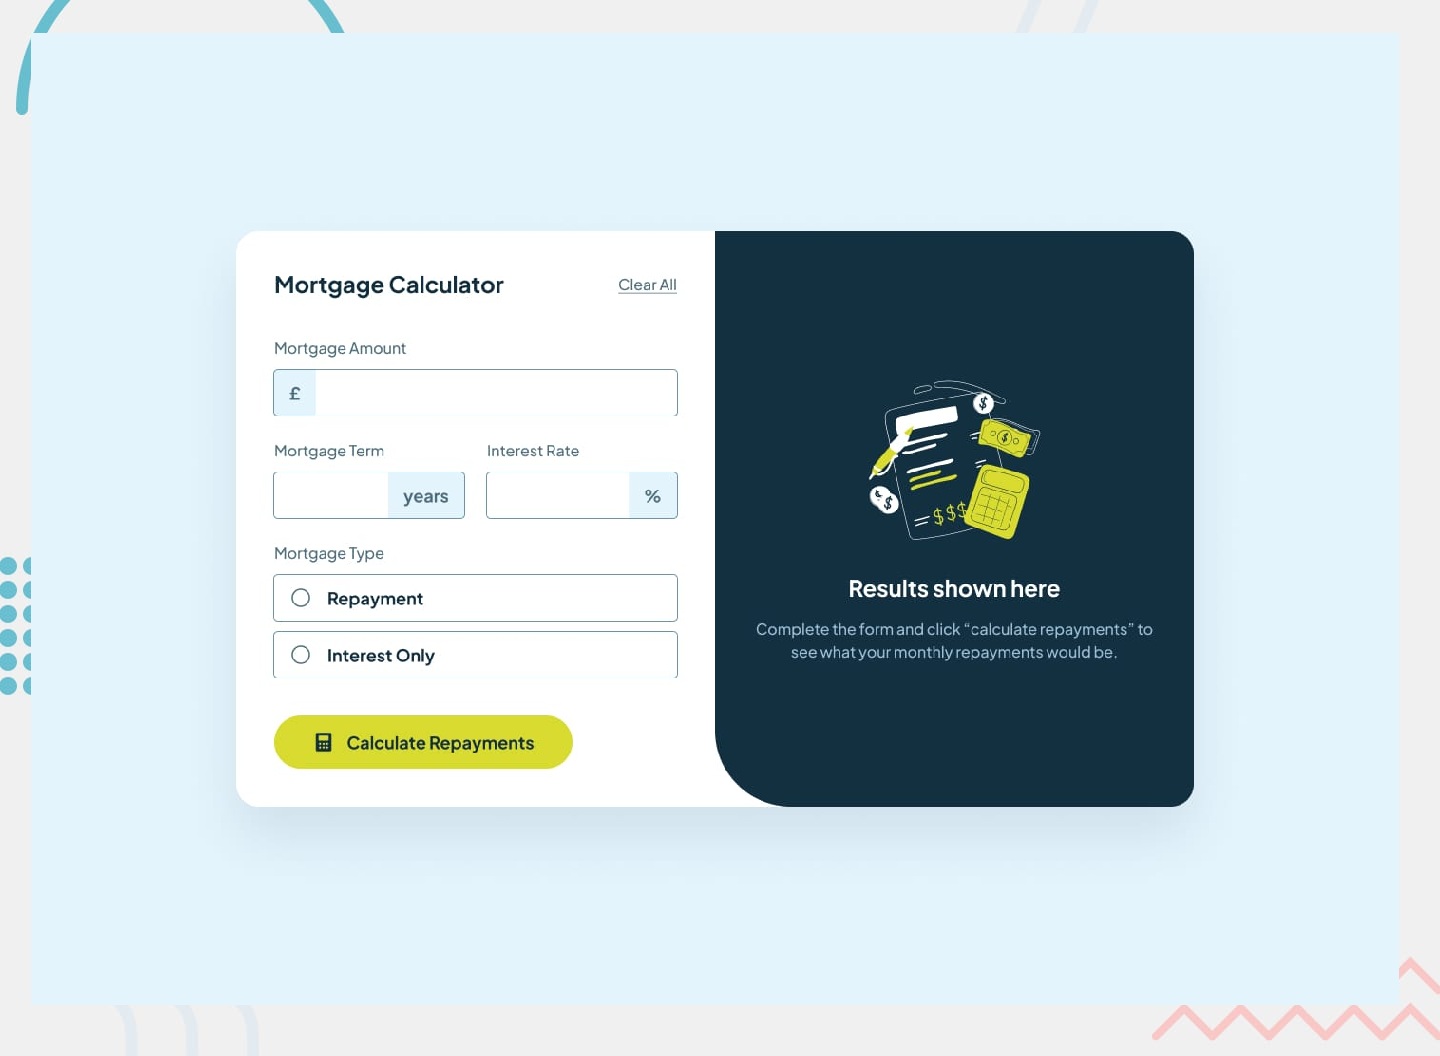 Mortgage Calculator
Clear All
Mortgage Amount
£
Mortgage Term
Interest Rate
years
%
Mortgage Type
Repayment
Interest Only
Calculate Repayments
$
$
$
$$$
Results shown here
Complete the form and click “calculate repayments” to
see what your monthly repayments would be.